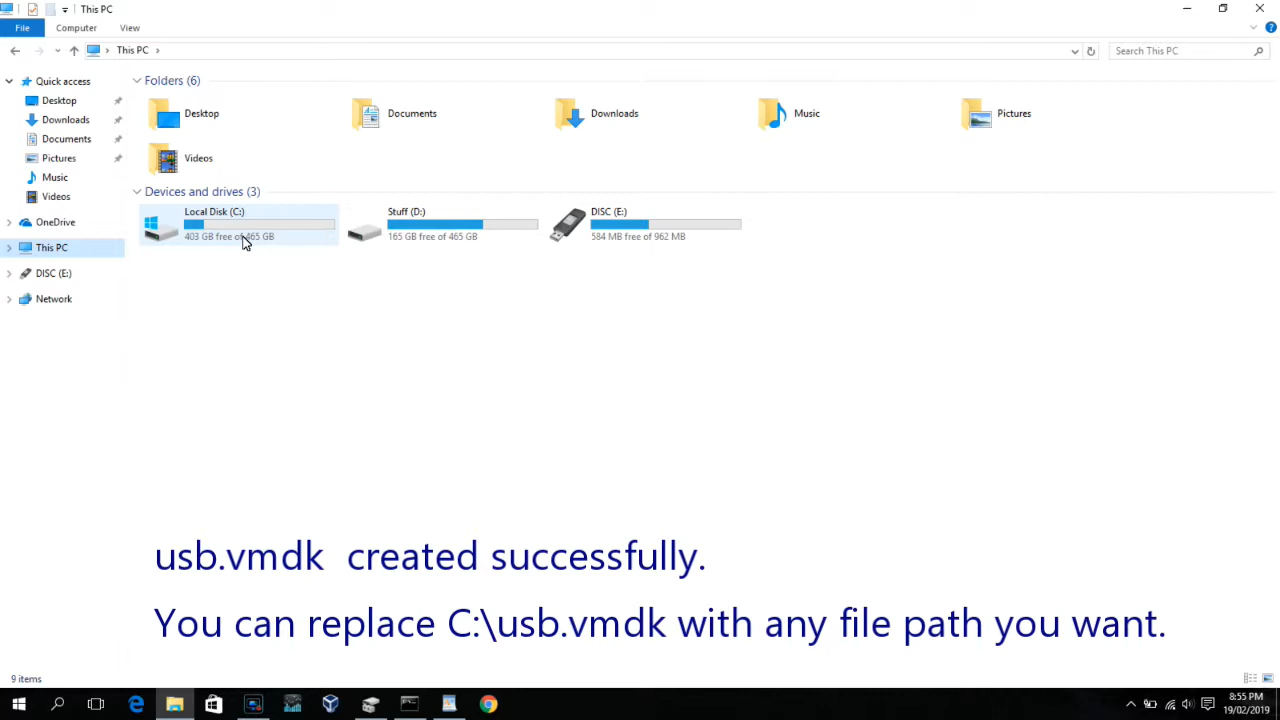 This PC
File
Computer
View
This PC
Search This PC
Quick access
Desktop
Downloads
Documents
Pictures
Music
Videos
OneDrive
This PC
DISC (E:)
Network
Folders (6)
Desktop
Documents
Downloads
Music
Pictures
Videos
Devices and drives (3)
Local Disk (C:)
403 GB free of 465 GB
Stuff (D:)
165 GB free of 465 GB
DISC (E:)
584 MB free of 962 MB
usb.vmdk created successfully.
You can replace C:\usb.vmdk with any file path you want.
9 items
8:55 PM
19/02/2019